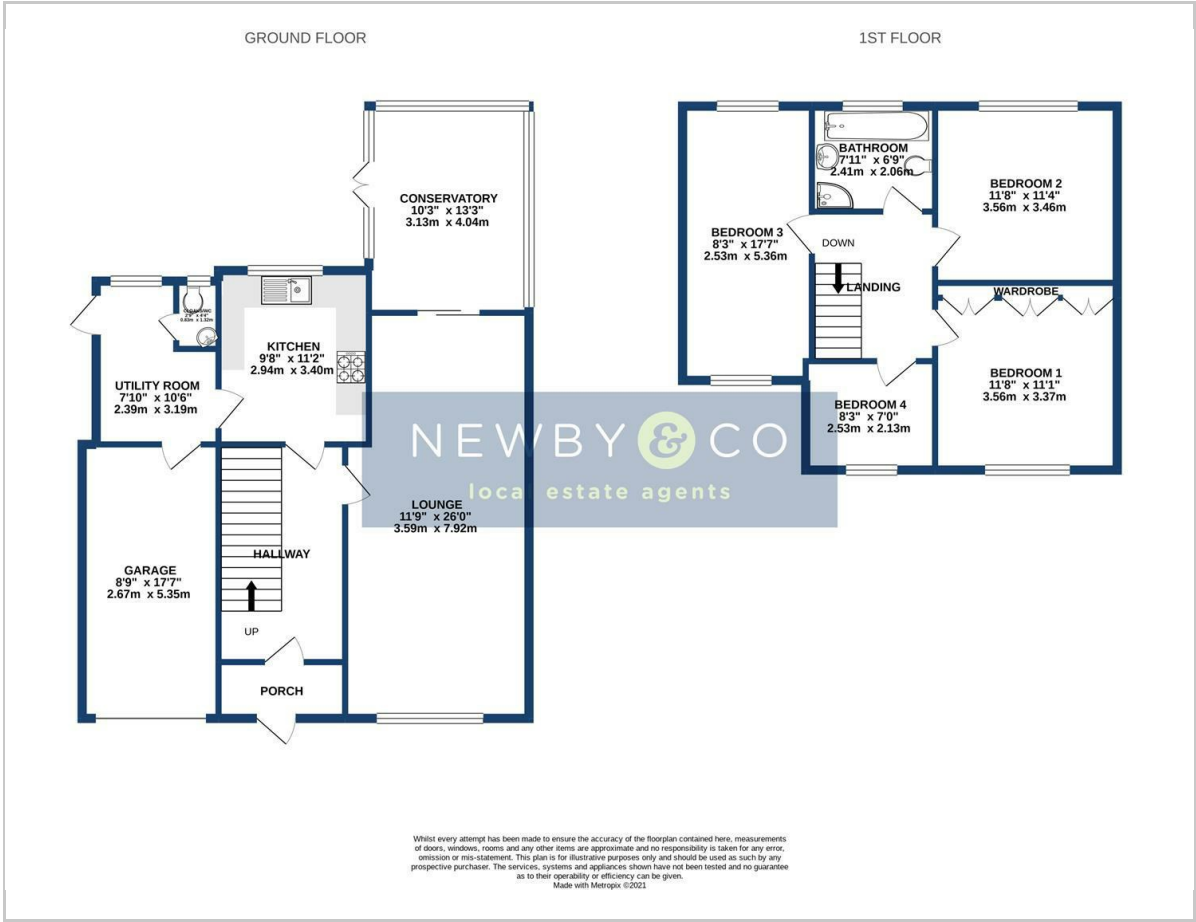 GROUND FLOOR
1ST FLOOR
CONSERVATORY
10'3" x 13'3"
3.13m x 4.04m
KITCHEN
9'8" x 11'2"
2.94m x 3.40m
UTILITY ROOM
7'10" x 10'6"
2.39m x 3.19m
LOUNGE
11'9" x 26'0"
3.59m x 7.92m
HALLWAY
UP
GARAGE
8'9" x 17'7"
2.67m x 5.35m
PORCH
BATHROOM
7'11" x 6'9"
2.41m x 2.06m
BEDROOM 2
11'8" x 11'4"
3.56m x 3.46m
BEDROOM 3
8'3" x 17'7"
2.53m x 5.36m
DOWN
LANDING
WARDROBE
BEDROOM 1
11'8" x 11'1"
3.56m x 3.37m
BEDROOM 4
8'3" x 7'0"
2.53m x 2.13m
NEWBY & CO
local estate agents
Whilst every attempt has been made to ensure the accuracy of the floorplan contained here, measurements
of doors, windows, rooms and any other items are approximate and no responsibility is taken for any error,
omission or mis-statement. This plan is for illustrative purposes only and should be used as such by any
prospective purchaser. The services, systems and appliances shown have not been tested and no guarantee
as to their operability or efficiency can be given.
Made with Metropix ©2021